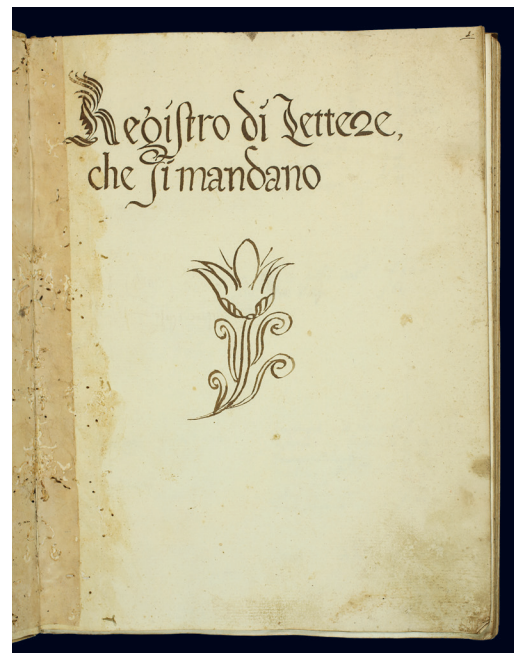 Registro di Lettere,
che si mandano